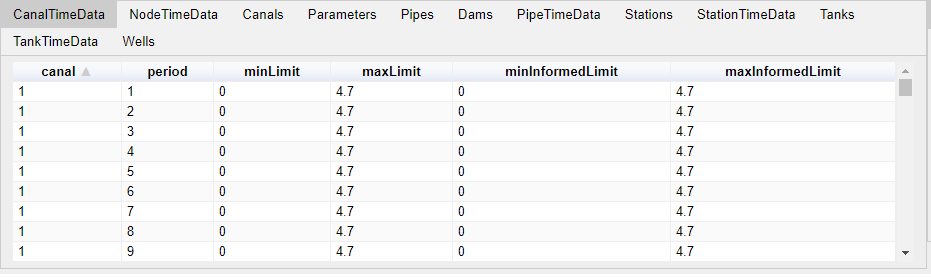 CanalTimeData NodeTimeData Canals Parameters Pipes Dams PipeTimeData Stations StationTimeData Tanks
TankTimeData Wells
canal period minLimit maxLimit minInformedLimit maxInformedLimit
1 1 0 4.7 0 4.7
1 2 0 4.7 0 4.7
1 3 0 4.7 0 4.7
1 4 0 4.7 0 4.7
1 5 0 4.7 0 4.7
1 6 0 4.7 0 4.7
1 7 0 4.7 0 4.7
1 8 0 4.7 0 4.7
1 9 0 4.7 0 4.7